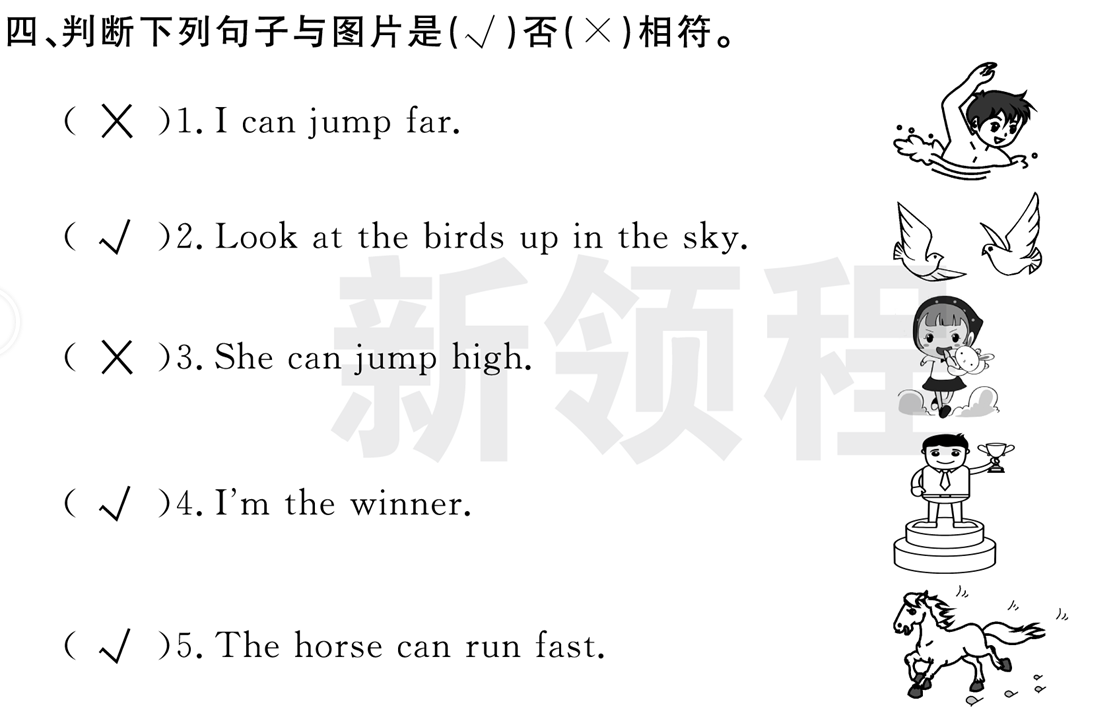 四、判断下列句子与图片是(√)否(×)相符。
( × )1. I can jump far.
( √ )2. Look at the birds up in the sky.
( × )3. She can jump high.
( √ )4. I'm the winner.
( √ )5. The horse can run fast.
新领程